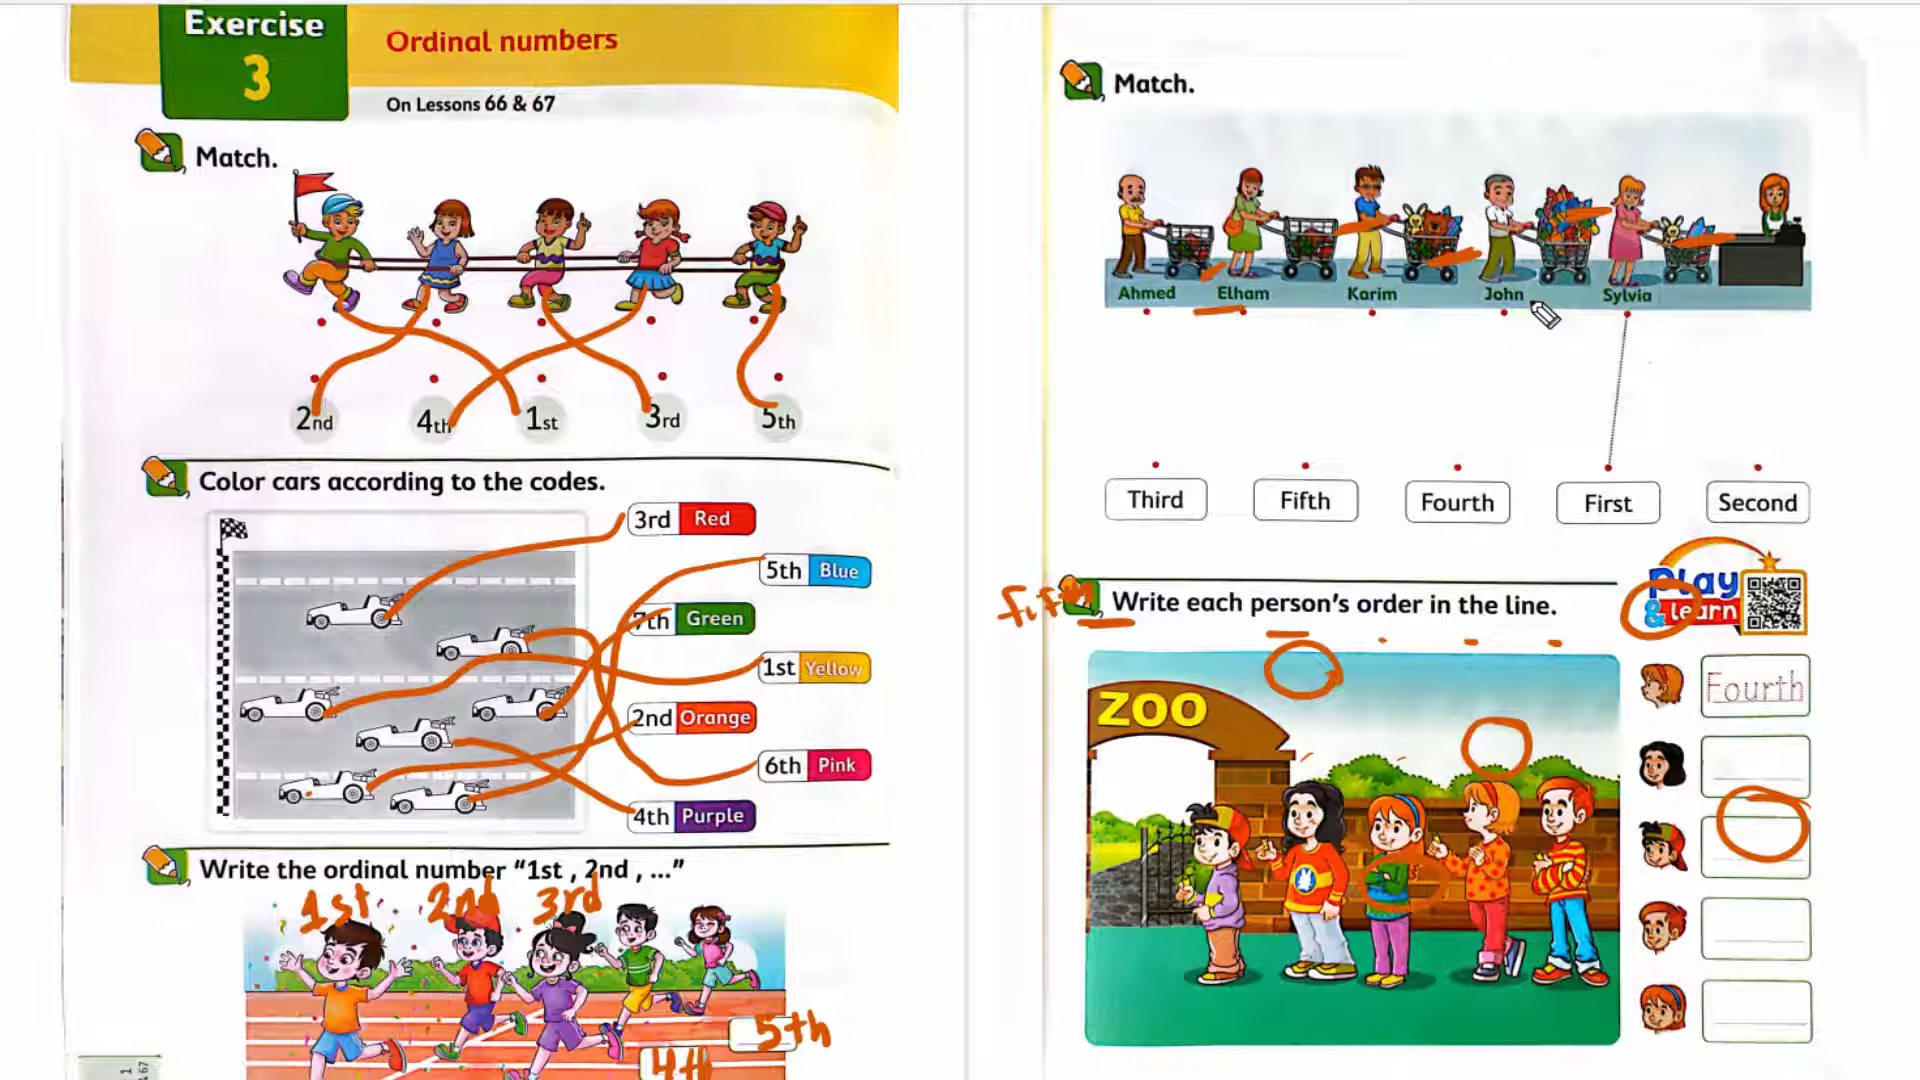 Exercise
3
Ordinal numbers
On Lessons 66 & 67
Match.
2nd
4th
1st
3rd
5th
Color cars according to the codes.
3rd Red
5th Blue
7th Green
1st Yellow
2nd Orange
6th Pink
4th Purple
Write the ordinal number “1st , 2nd , ...”
1st 2nd 3rd
5th
4th
Match.
Ahmed Elham Karim John Sylvia
Third
Fifth
Fourth
First
Second
Play
& learn
Write each person's order in the line.
ZOO
Fourth